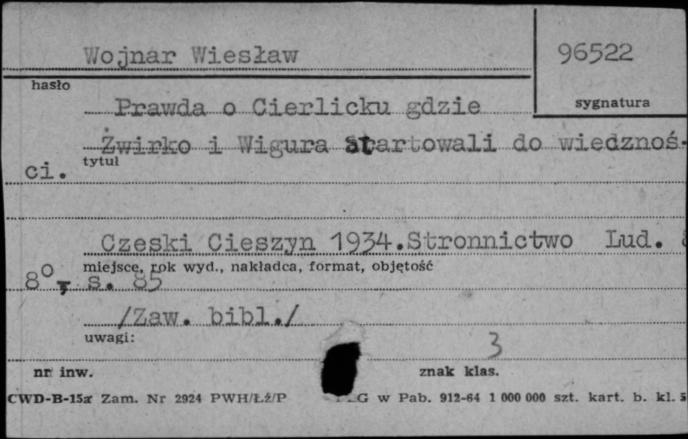 Wojnar Wiesław
96522
hasło
sygnatura
Prawda o Cierlicku gdzie
Żwirko i Wigura Startowali do wiedznoś-
tytuł
ci.
Czeski Cieszyn 1934. Stronnictwo Lud.
miejsce, rok wyd., nakładca, format, objętość
8°, s. 85
/Zaw. bibl./
uwagi:
3
nr inw.
znak klas.
CWD-B-15a Zam. Nr 2924 PWH/Łż/P G w Pab. 912-64 1 000 000 szt. kart. b. kl. 5